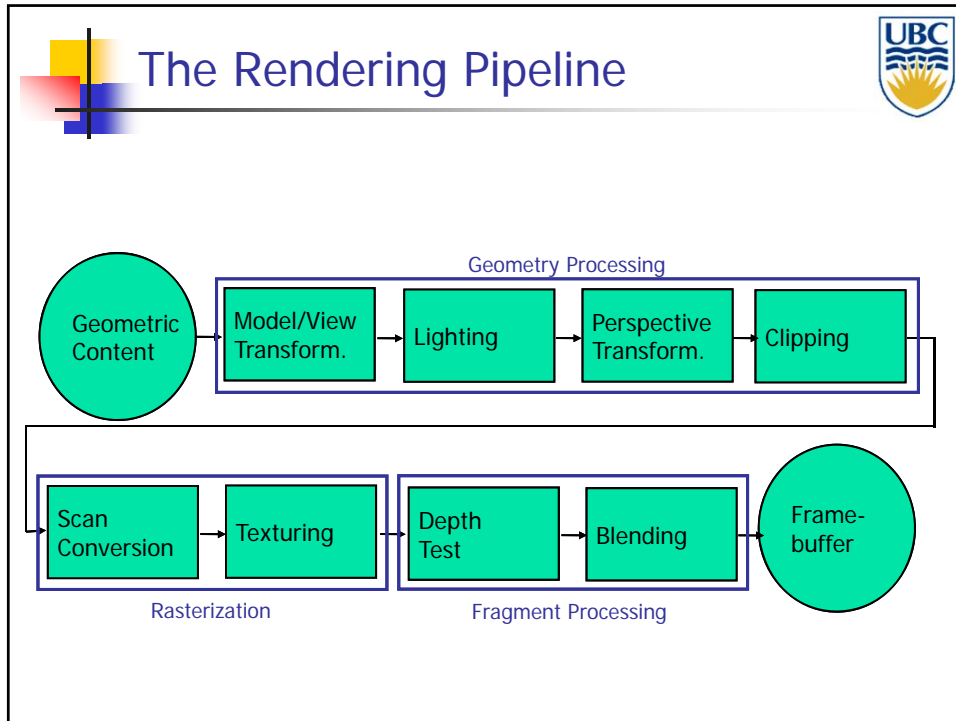 The Rendering Pipeline
UBC
Geometry Processing
Geometric
Content
Model/View
Transform.
Lighting
Perspective
Transform.
Clipping
Scan
Conversion
Texturing
Depth
Test
Blending
Frame-
buffer
Rasterization
Fragment Processing